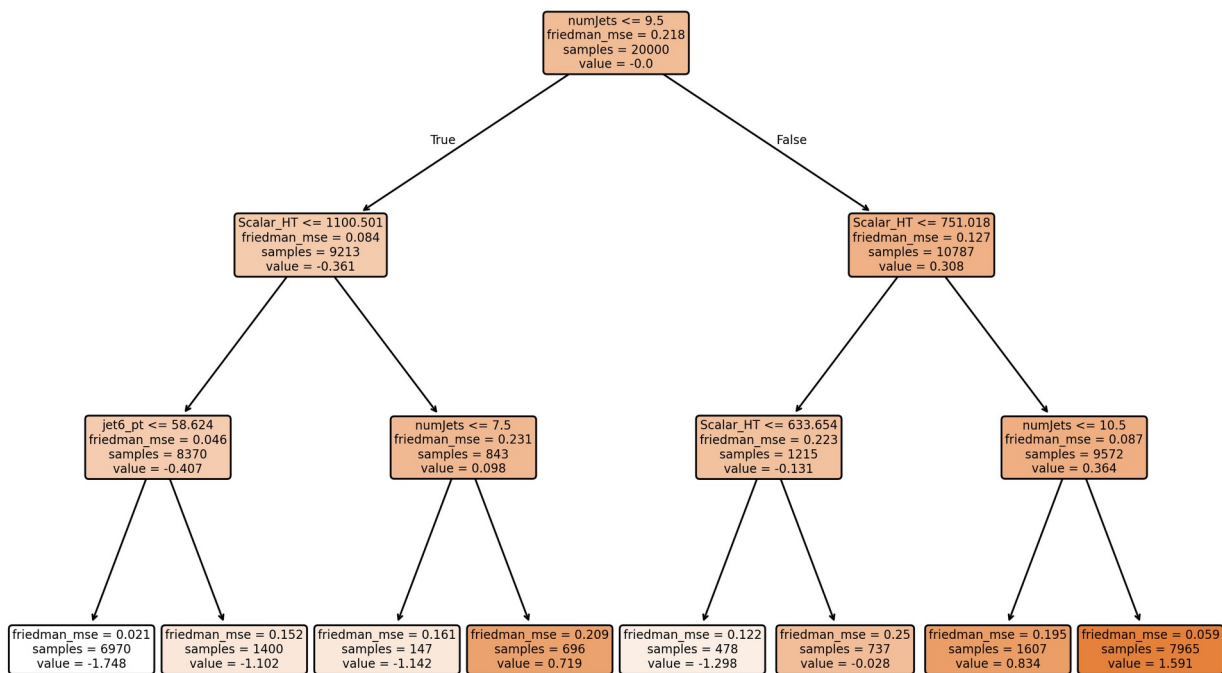 numJets <= 9.5
friedman_mse = 0.218
samples = 20000
value = -0.0
True
False
Scalar_HT <= 1100.501
friedman_mse = 0.084
samples = 9213
value = -0.361
Scalar_HT <= 751.018
friedman_mse = 0.127
samples = 10787
value = 0.308
jet6_pt <= 58.624
friedman_mse = 0.046
samples = 8370
value = -0.407
numJets <= 7.5
friedman_mse = 0.231
samples = 843
value = 0.098
Scalar_HT <= 633.654
friedman_mse = 0.223
samples = 1215
value = -0.131
numJets <= 10.5
friedman_mse = 0.087
samples = 9572
value = 0.364
friedman_mse = 0.021
samples = 6970
value = -1.748
friedman_mse = 0.152
samples = 1400
value = -1.102
friedman_mse = 0.161
samples = 147
value = -1.142
friedman_mse = 0.209
samples = 696
value = 0.719
friedman_mse = 0.122
samples = 478
value = -1.298
friedman_mse = 0.25
samples = 737
value = -0.028
friedman_mse = 0.195
samples = 1607
value = 0.834
friedman_mse = 0.059
samples = 7965
value = 1.591